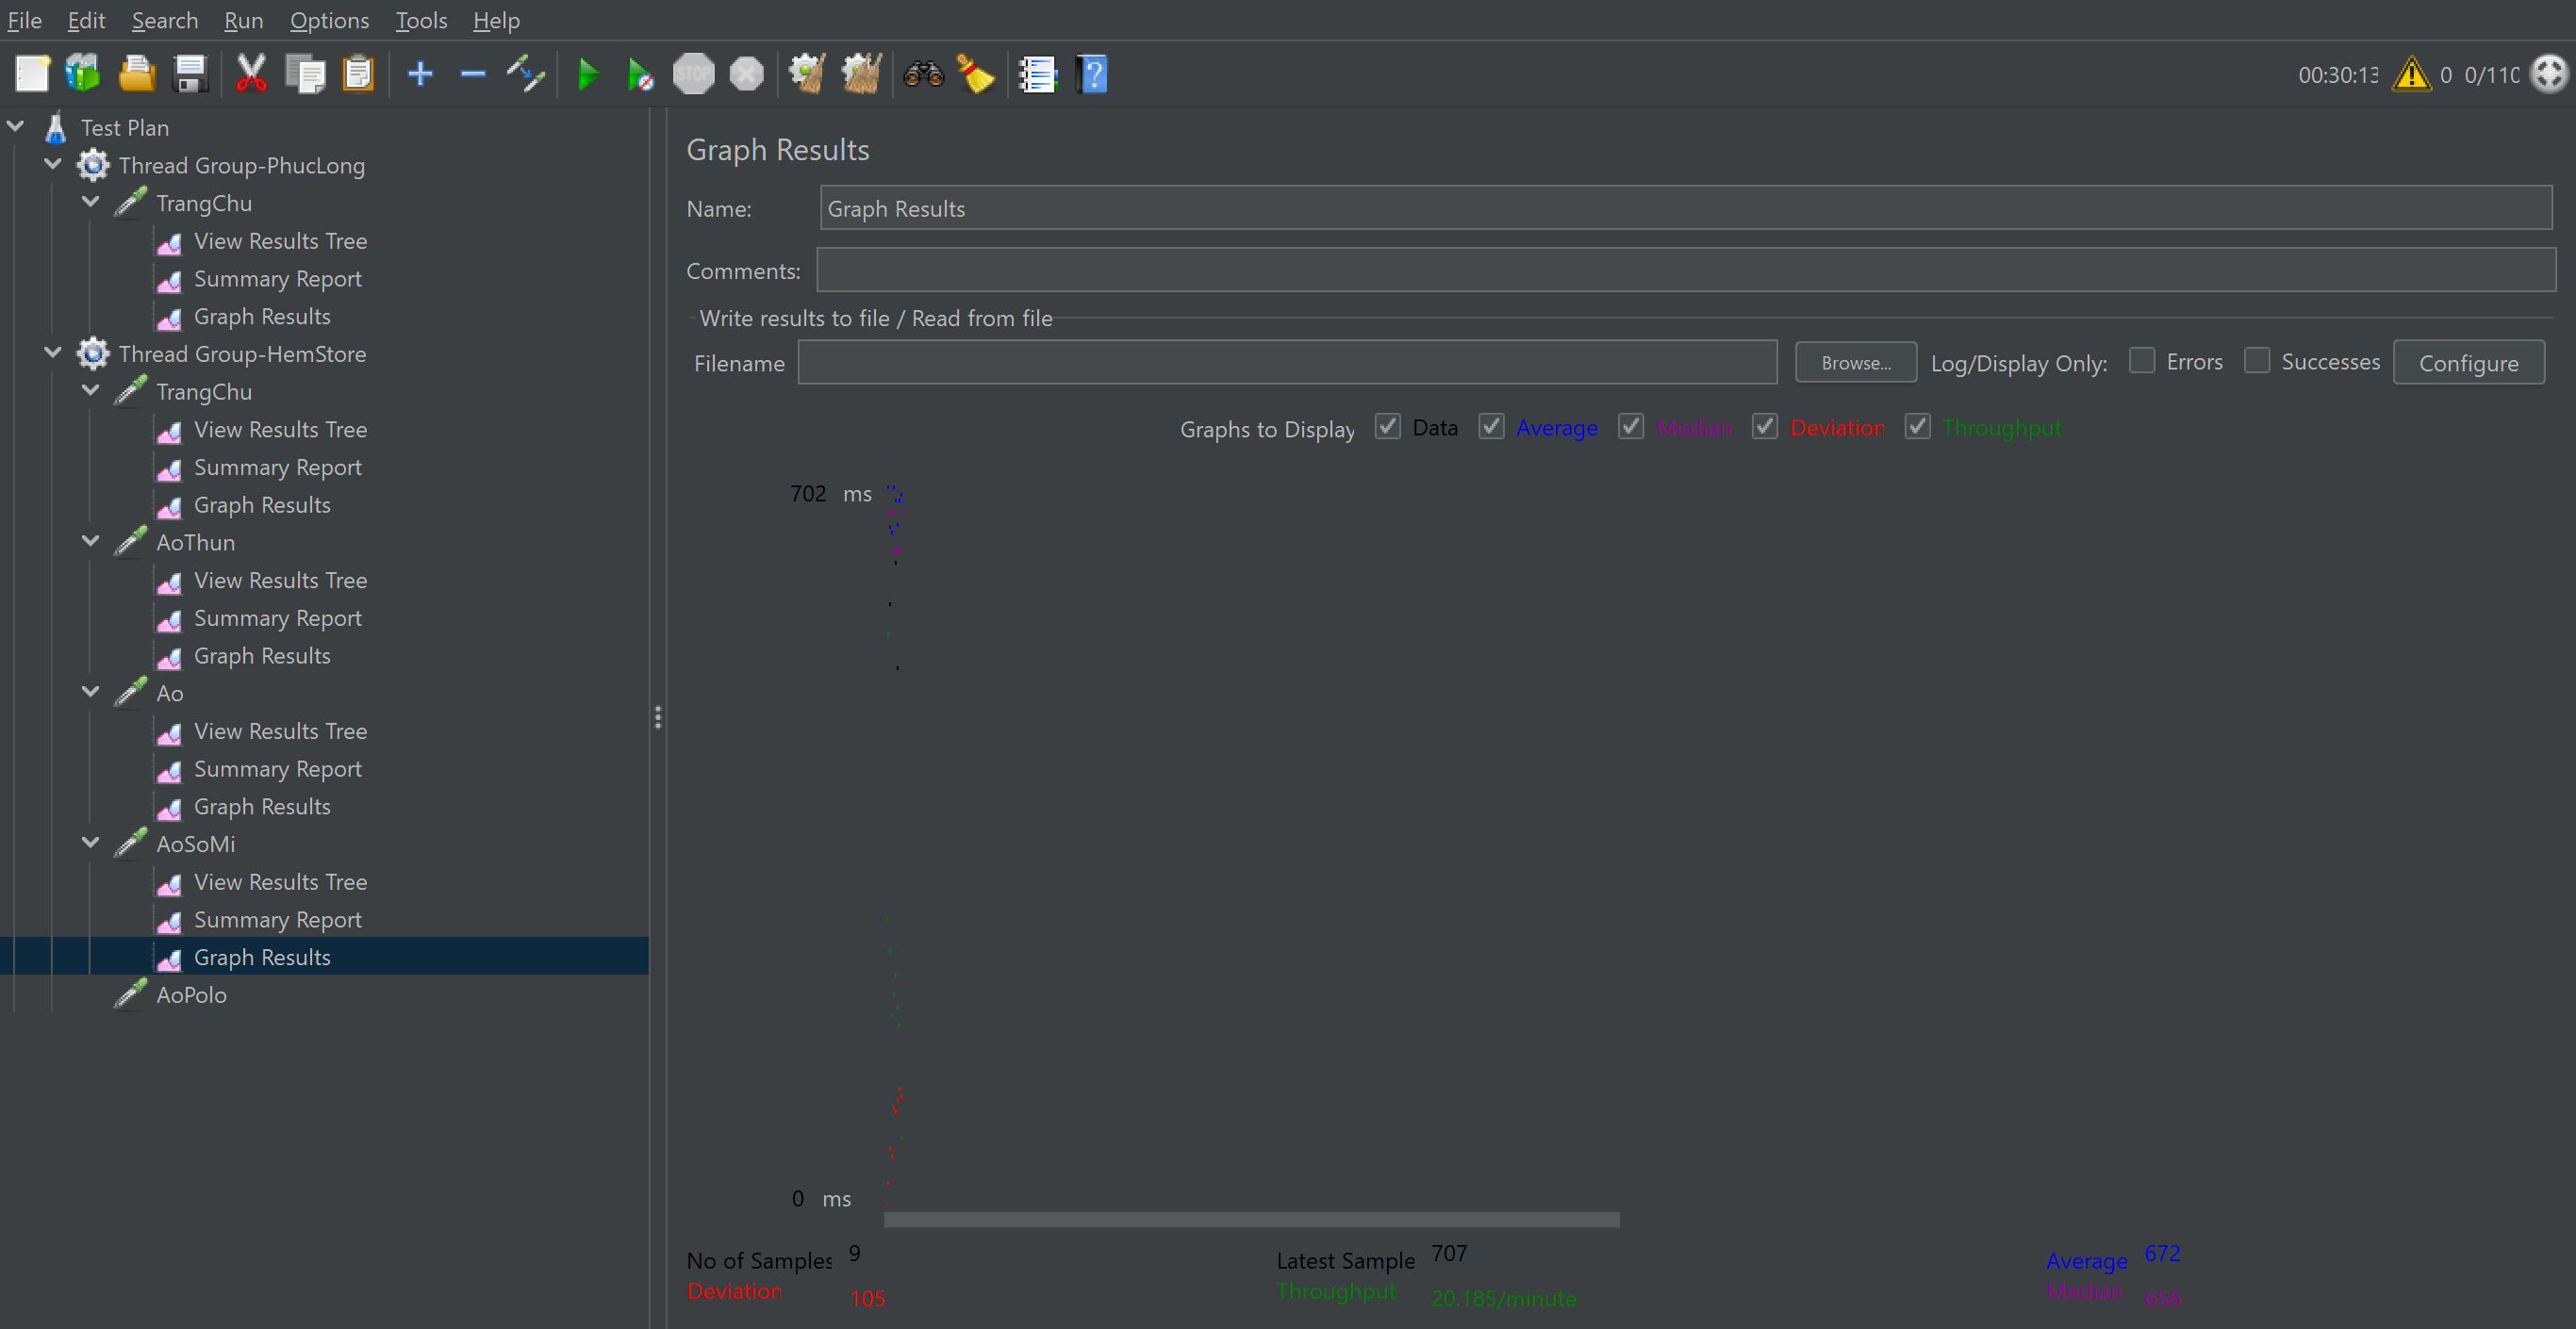 File Edit Search Run Options Tools Help
STOP
00:30:13 0 0/110
Test Plan
Thread Group-PhucLong
TrangChu
View Results Tree
Summary Report
Graph Results
Thread Group-HemStore
TrangChu
View Results Tree
Summary Report
Graph Results
AoThun
View Results Tree
Summary Report
Graph Results
Ao
View Results Tree
Summary Report
Graph Results
AoSoMi
View Results Tree
Summary Report
Graph Results
AoPolo
Graph Results
Name: Graph Results
Comments:
Write results to file / Read from file
Filename Browse... Log/Display Only: Errors Successes Configure
Graphs to Display Data Average Median Deviation Throughput
702 ms
0 ms
No of Samples 9 Latest Sample 707 Average 672
Deviation 105 Throughput 20.185/minute Median 656